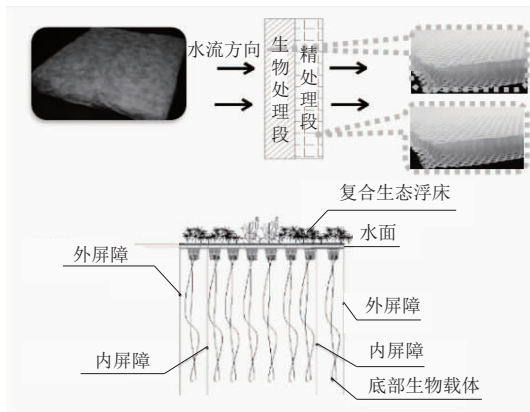 水流方向
生物处理段
精处理段
复合生态浮床
水面
外屏障
外屏障
内屏障
内屏障
底部生物载体